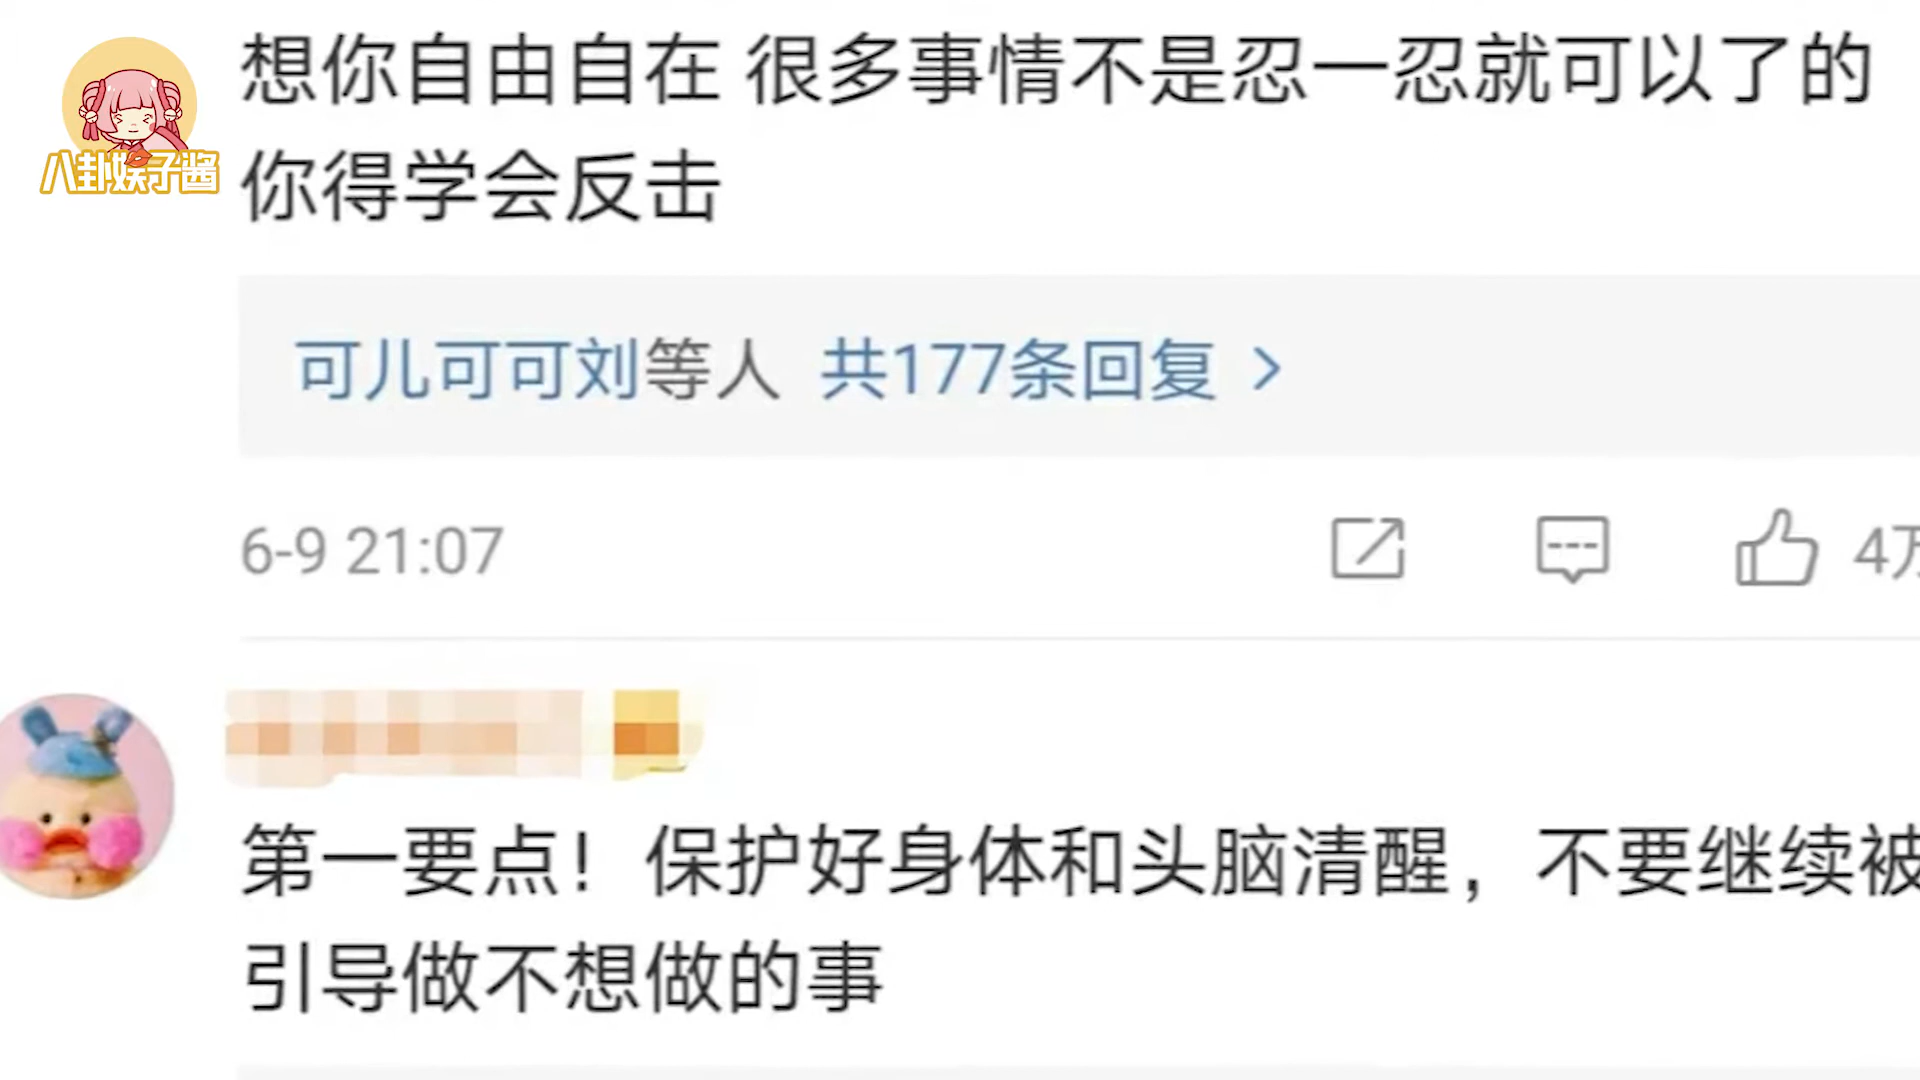 八卦娱子酱
想你自由自在 很多事情不是忍一忍就可以了的
你得学会反击
可儿可可刘等人 共177条回复 >
6-9 21:07
4万
第一要点！保护好身体和头脑清醒，不要继续被
引导做不想做的事